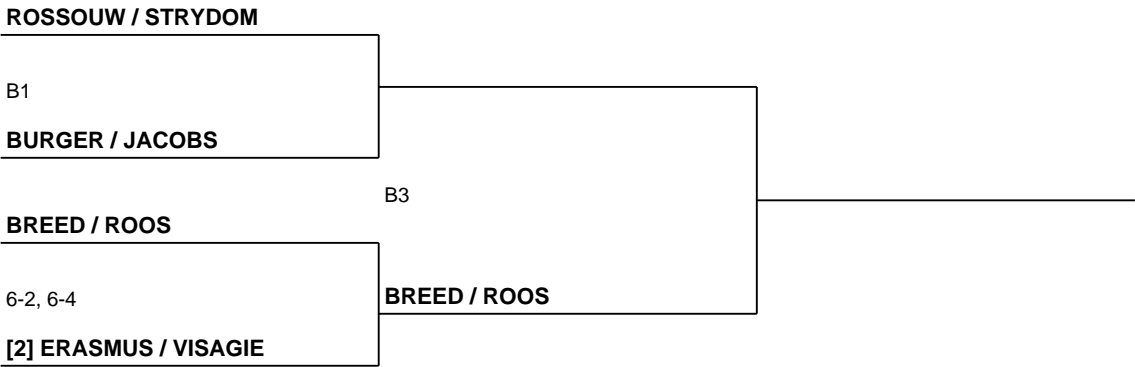 ROSSOUW / STRYDOM
B1
BURGER / JACOBS
B3
BREED / ROOS
6-2, 6-4
BREED / ROOS
[2] ERASMUS / VISAGIE